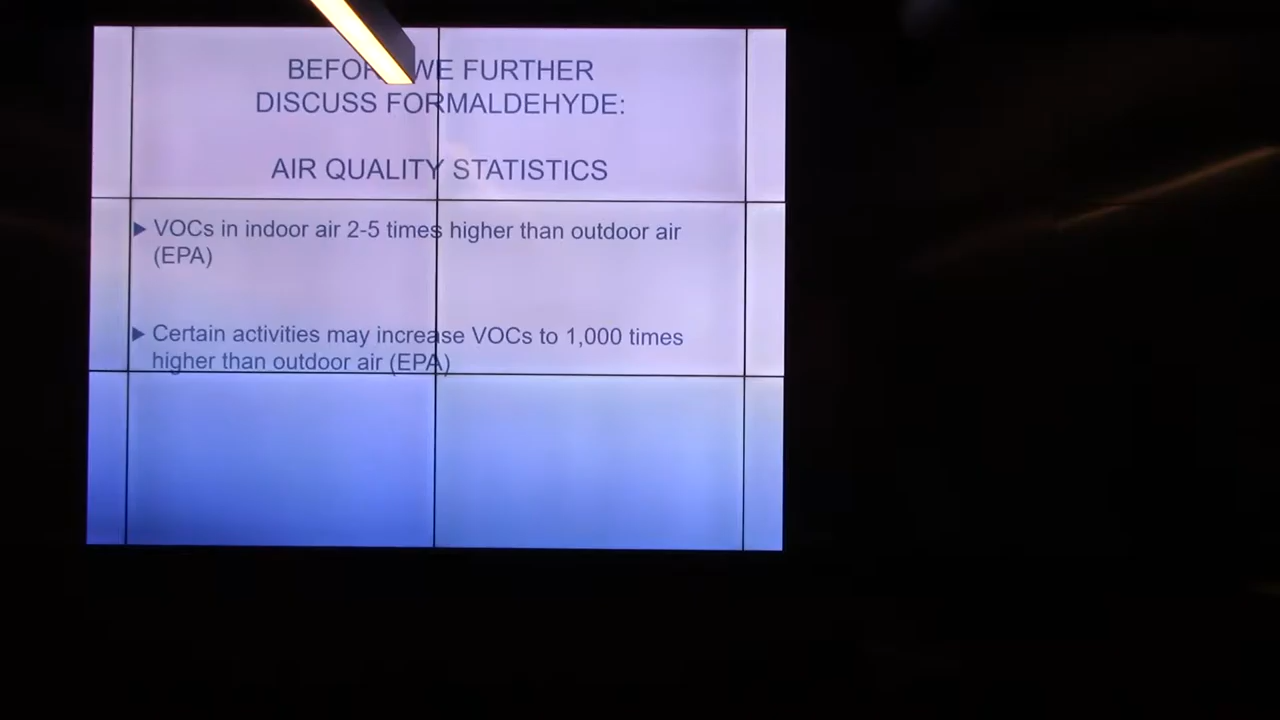 BEFORE WE FURTHER
DISCUSS FORMALDEHYDE:
AIR QUALITY STATISTICS
VOCs in indoor air 2-5 times higher than outdoor air
(EPA)
Certain activities may increase VOCs to 1,000 times
higher than outdoor air (EPA)